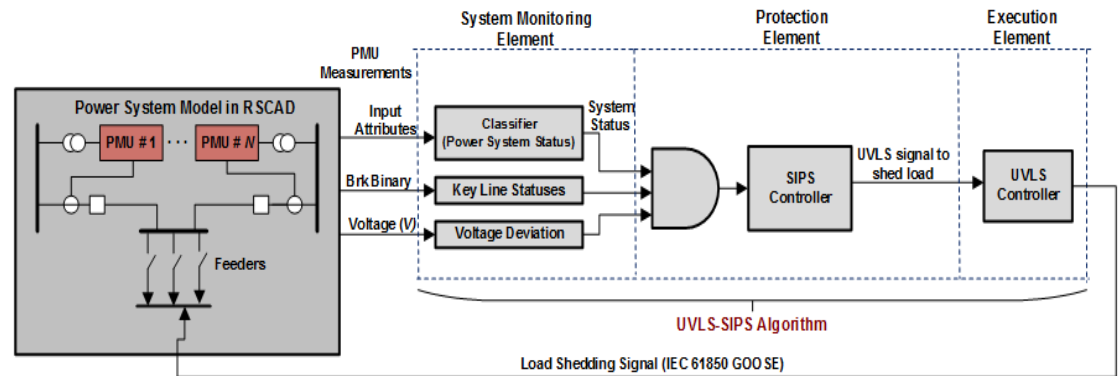 System Monitoring
Element
Protection
Element
Execution
Element
PMU
Measurements
Power System Model in RSCAD
PMU # 1
...
PMU # N
Input
Attributes
Classifier
(Power System Status)
System
Status
Brk Binary
Key Line Statuses
Voltage (V)
Voltage Deviation
SIPS
Controller
UVLS signal to
shed load
UVLS
Controller
Feeders
UVLS-SIPS Algorithm
Load Shedding Signal (IEC 61850 GOOSE)